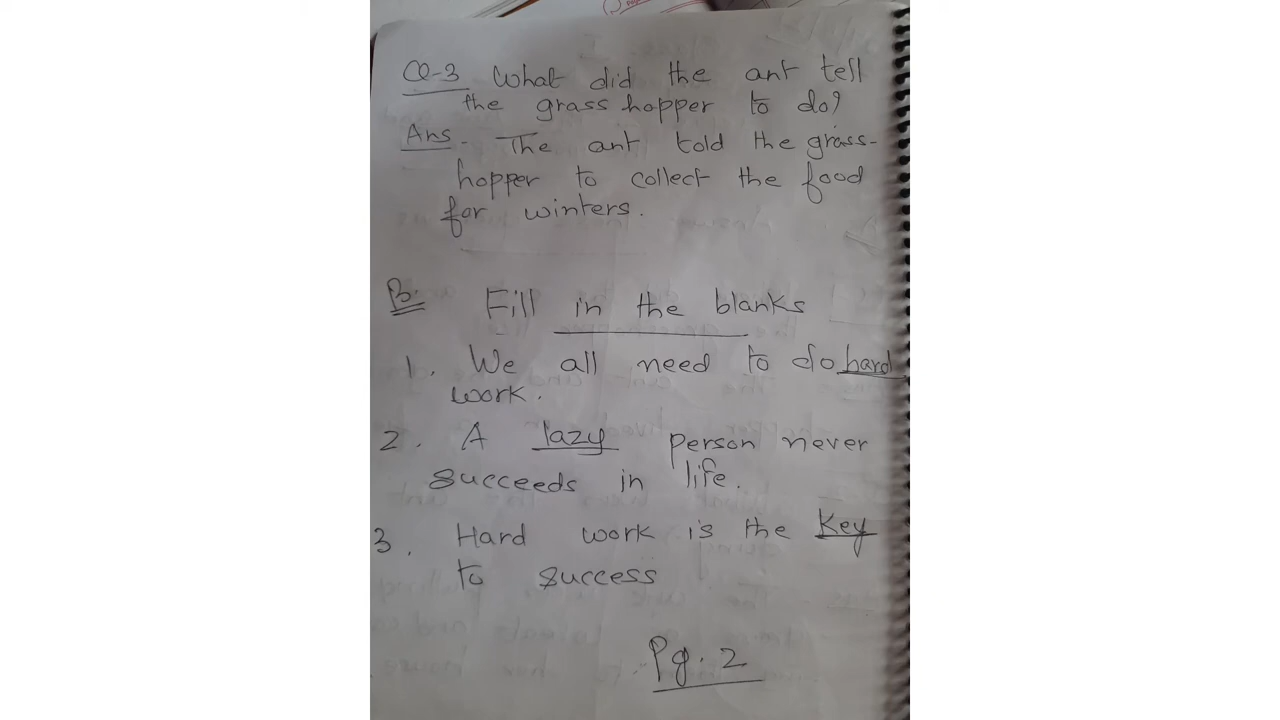 Q-3 What did the ant tell
the grass hopper to do?
Ans. The ant told the grass-
hopper to collect the food
for winters.
B. Fill in the blanks
1. We all need to do hard
work.
2. A lazy person never
succeeds in life.
3. Hard work is the Key
to success
Pg. 2